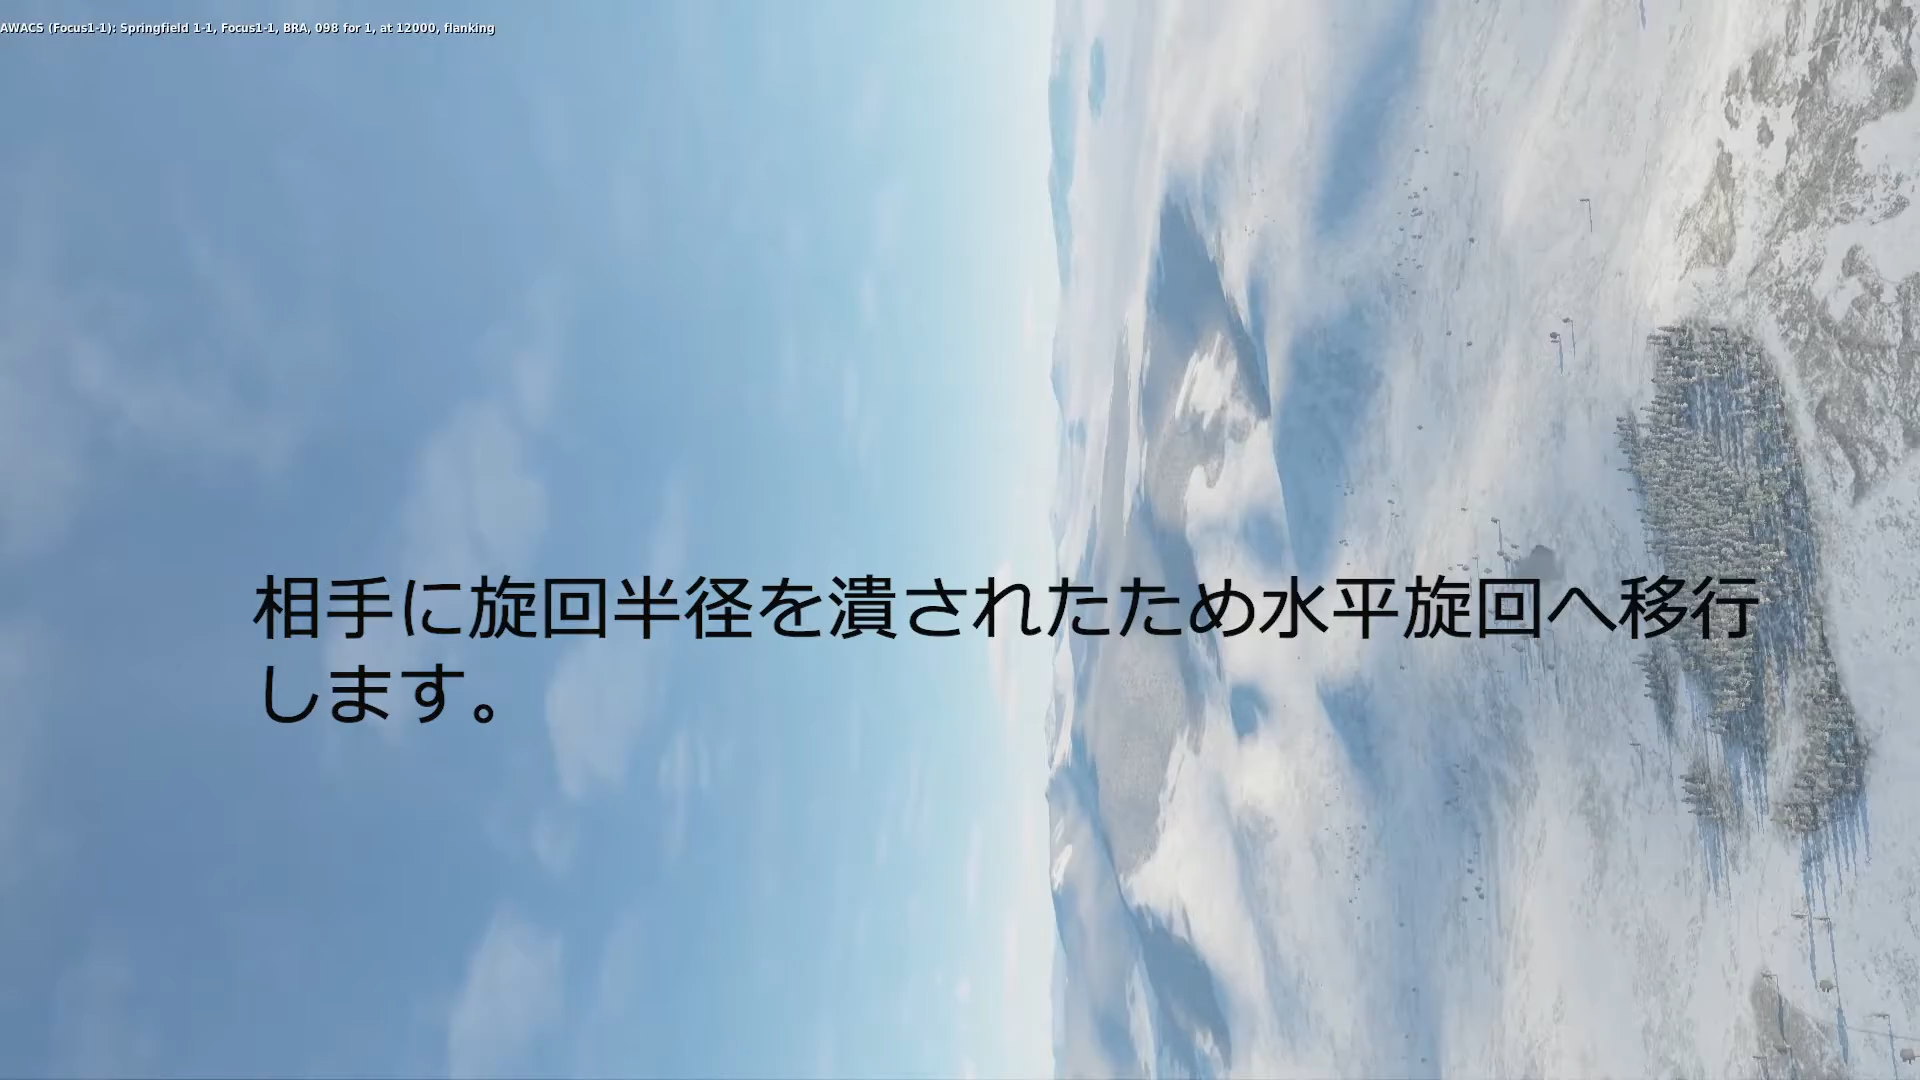 AWACS (Focus1-1): Springfield 1-1, Focus1-1, BRA, 098 for 1, at 12000, flanking
相手に旋回半径を潰されたため水平旋回へ移行
します。